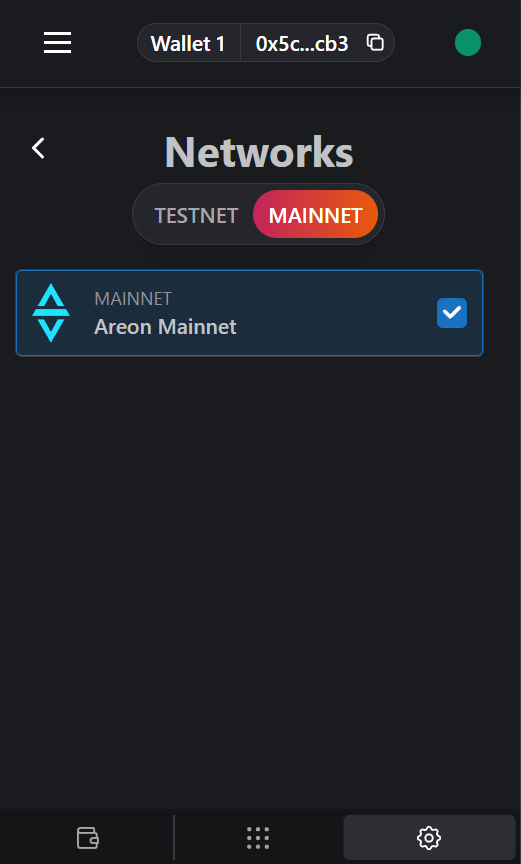 Wallet 1 0x5c...cb3
Networks
TESTNET MAINNET
MAINNET
Areon Mainnet